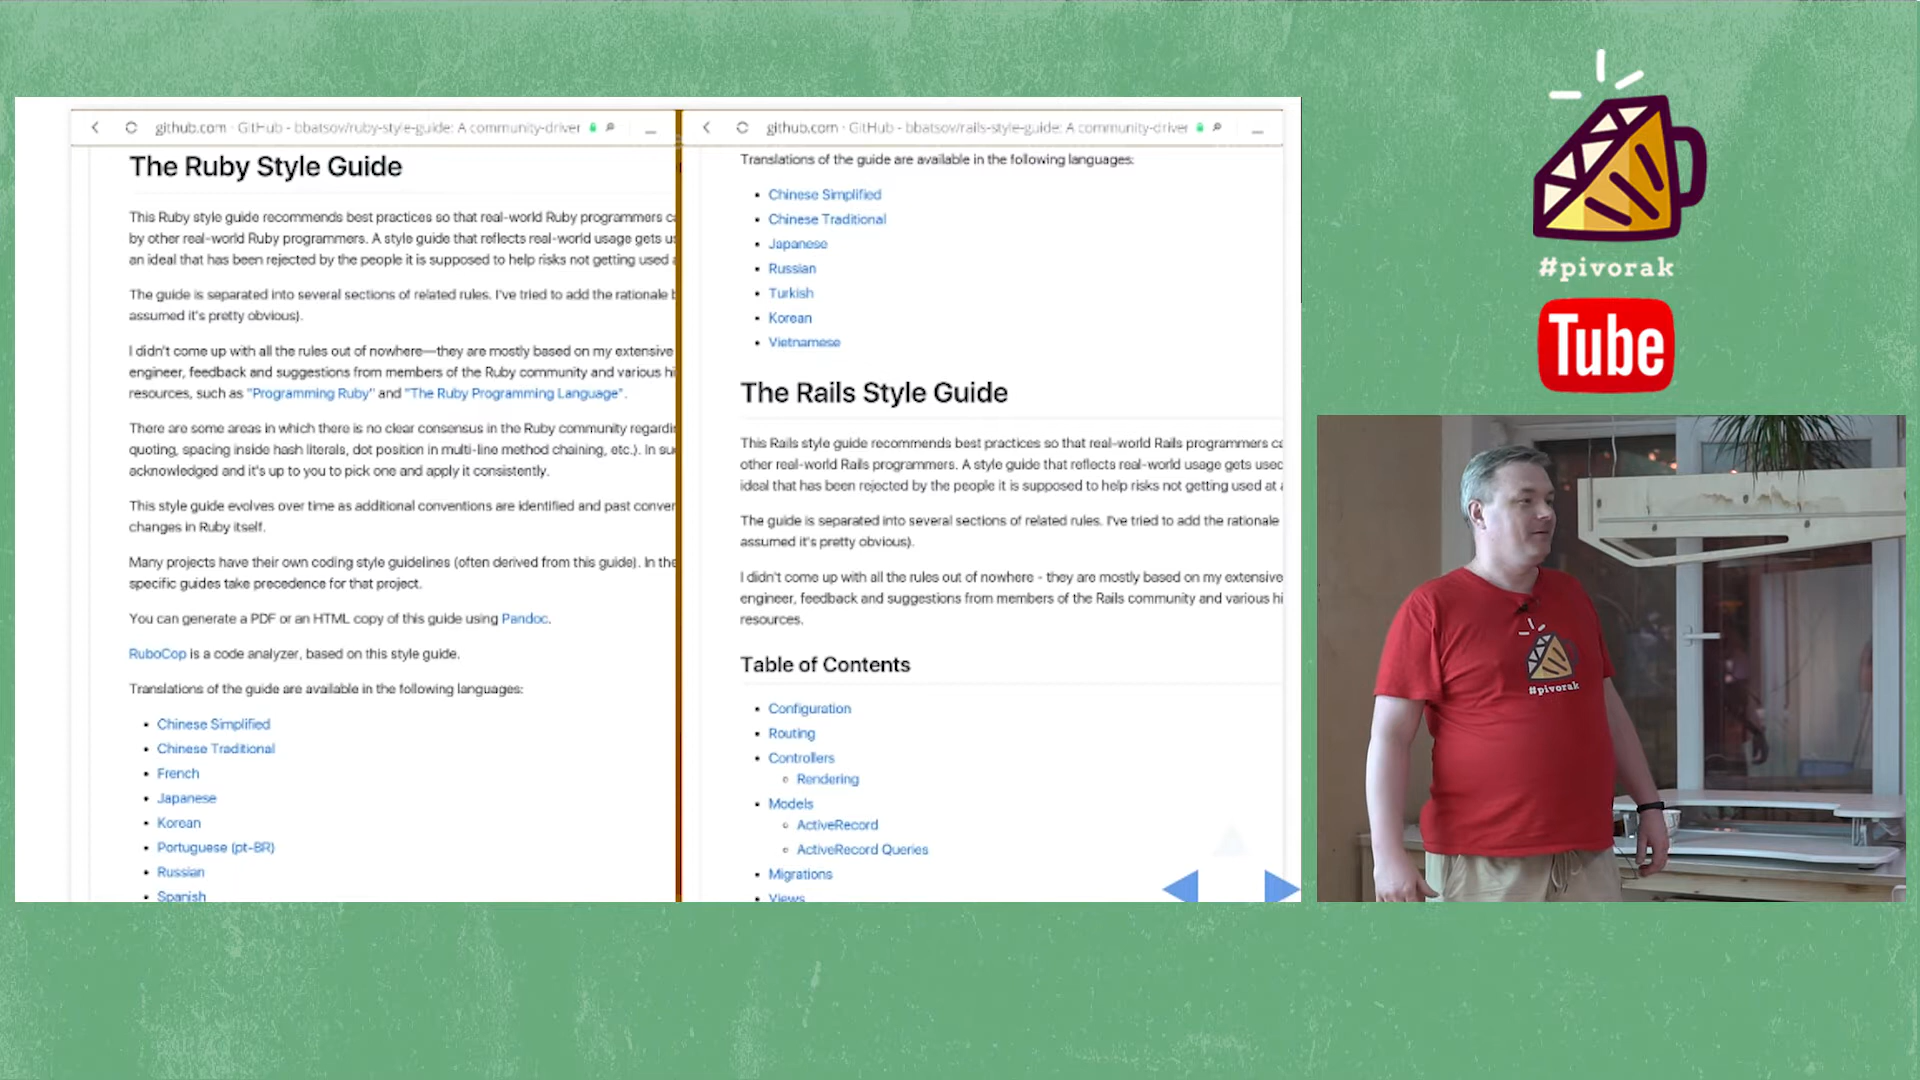 github.com · GitHub - bbatsov/ruby-style-guide: A community-driver
The Ruby Style Guide
This Ruby style guide recommends best practices so that real-world Ruby programmers
by other real-world Ruby programmers. A style guide that reflects real-world usage gets
an ideal that has been rejected by the people it is supposed to help risks not getting used
The guide is separated into several sections of related rules. I've tried to add the rationale
assumed it's pretty obvious).
I didn't come up with all the rules out of nowhere—they are mostly based on my extensive
engineer, feedback and suggestions from members of the Ruby community and various
resources, such as "Programming Ruby" and "The Ruby Programming Language".
There are some areas in which there is no clear consensus in the Ruby community
quoting, spacing inside hash literals, dot position in multi-line method chaining, etc.). In
acknowledged and it's up to you to pick one and apply it consistently.
This style guide evolves over time as additional conventions are identified and past
changes in Ruby itself.
Many projects have their own coding style guidelines (often derived from this guide). In the
specific guides take precedence for that project.
You can generate a PDF or an HTML copy of this guide using Pandoc.
RuboCop is a code analyzer, based on this style guide.
Translations of the guide are available in the following languages:
• Chinese Simplified
• Chinese Traditional
• French
• Japanese
• Korean
• Portuguese (pt-BR)
• Russian
• Spanish
github.com · GitHub - bbatsov/rails-style-guide: A community-driver
Translations of the guide are available in the following languages:
• Chinese Simplified
• Chinese Traditional
• Japanese
• Russian
• Turkish
• Korean
• Vietnamese
The Rails Style Guide
This Rails style guide recommends best practices so that real-world Rails programmers
other real-world Rails programmers. A style guide that reflects real-world usage gets used
ideal that has been rejected by the people it is supposed to help risks not getting used at
The guide is separated into several sections of related rules. I've tried to add the rationale
assumed it's pretty obvious).
I didn't come up with all the rules out of nowhere - they are mostly based on my extensive
engineer, feedback and suggestions from members of the Rails community and various
resources.
Table of Contents
• Configuration
• Routing
• Controllers
◦ Rendering
• Models
◦ ActiveRecord
◦ ActiveRecord Queries
• Migrations
• Views
#pivorak
Tube
#pivorak